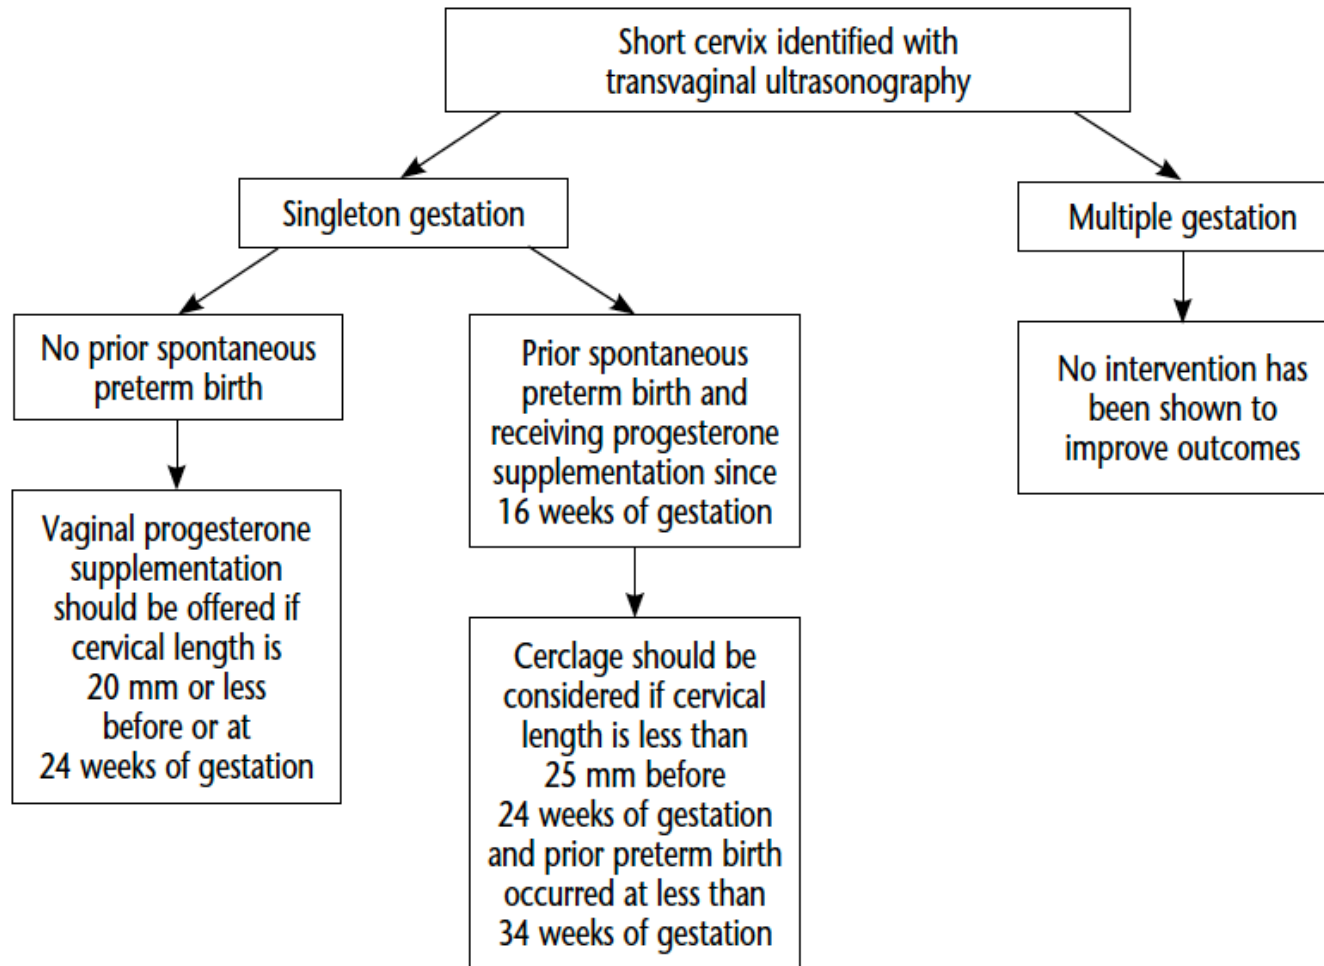 Short cervix identified with
transvaginal ultrasonography
Singleton gestation
Multiple gestation
No prior spontaneous
preterm birth
Prior spontaneous
preterm birth and
receiving progesterone
supplementation since
16 weeks of gestation
No intervention has
been shown to
improve outcomes
Vaginal progesterone
supplementation
should be offered if
cervical length is
20 mm or less
before or at
24 weeks of gestation
Cerclage should be
considered if cervical
length is less than
25 mm before
24 weeks of gestation
and prior preterm birth
occurred at less than
34 weeks of gestation